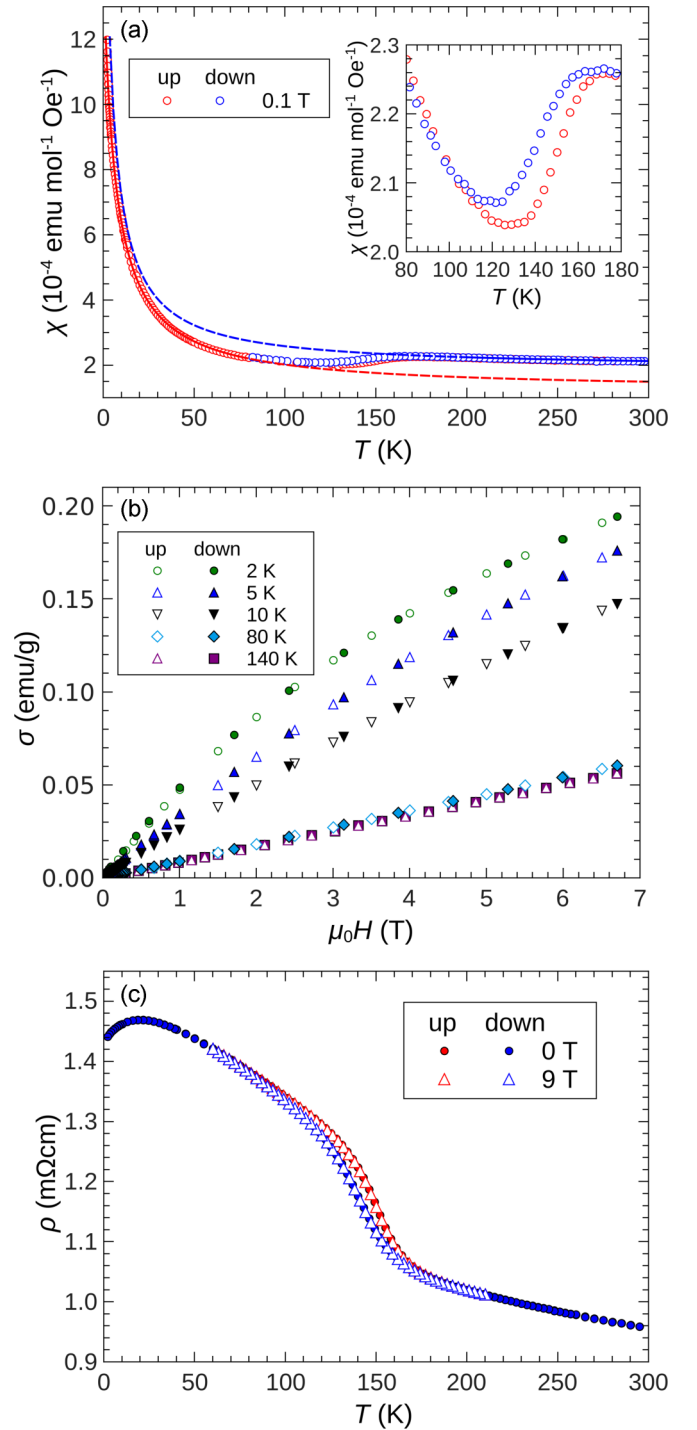 (a)
up down
0.1 T
12
10
8
6
4
2
χ (10⁻⁴ emu mol⁻¹ Oe⁻¹)
0 50 100 150 200 250 300
T (K)
2.3
2.2
2.1
2.0
χ (10⁻⁴ emu mol⁻¹ Oe⁻¹)
80 100 120 140 160 180
T (K)
(b)
up down
2 K
5 K
10 K
80 K
140 K
0.20
0.15
0.10
0.05
0.00
σ (emu/g)
0 1 2 3 4 5 6 7
μ₀H (T)
(c)
up down
0 T
9 T
1.5
1.4
1.3
1.2
1.1
1.0
0.9
ρ (mΩcm)
0 50 100 150 200 250 300
T (K)